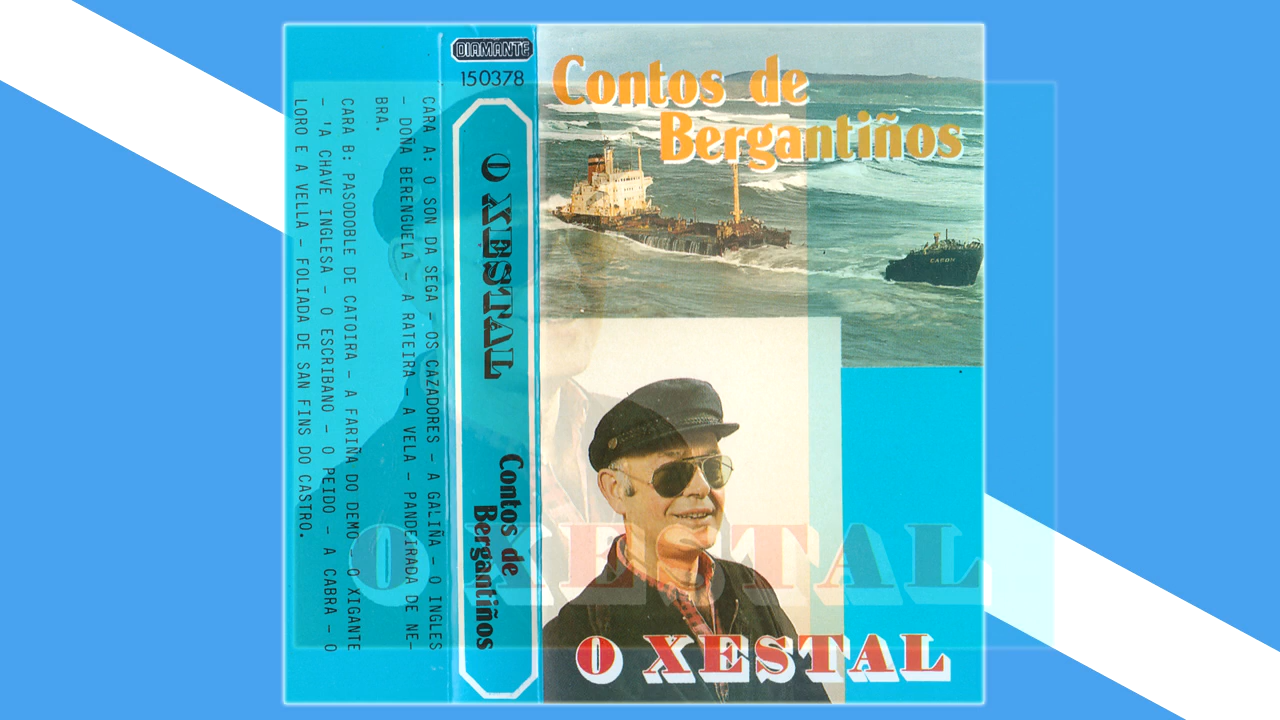 CARA A: O SON DA SEGA - OS CAZADORES - A GALIÑA - O INGLES
- DOÑA BERENGUELA - A RATEIRA - A VELA - PANDEIRADA DE NE-
BRA.
CARA B: PASODOBLE DE CATOIRA - A FARIÑA DO DEMO - O XIGANTE
- 'A CHAVE INGLESA - O ESCRIBANO - O PEIDO - A CABRA - O
LORO E A VELLA - FOLIADA DE SAN FINS DO CASTRO.
DIAMANTE
150378
O XESTAL
Contos de
Bergantiños
Contos de
Bergantiños
CASON
O XESTAL
O XESTAL